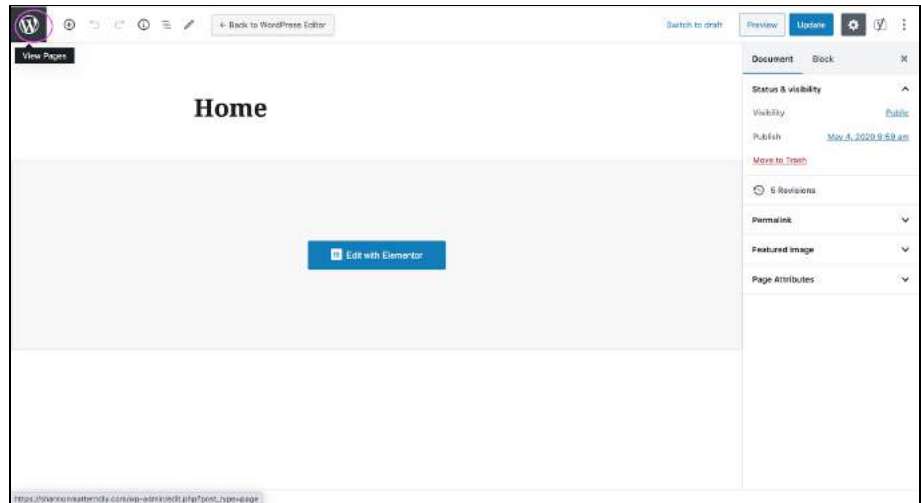 ← Back to WordPress Editor
Switch to draft
Preview
Update
View Pages
Document
Block
Home
Status & visibility
Visibility
Public
Publish
May 4, 2020 9:59 am
Move to Trash
5 Revisions
Permalink
Featured image
Page Attributes
Edit with Elementor